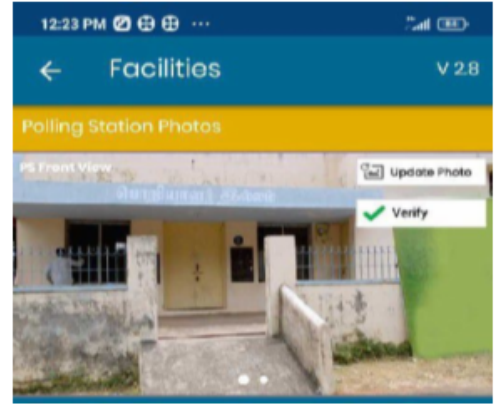 12:23 PM
Facilities
V 2.8
Polling Station Photos
PS Front View
Update Photo
Verify